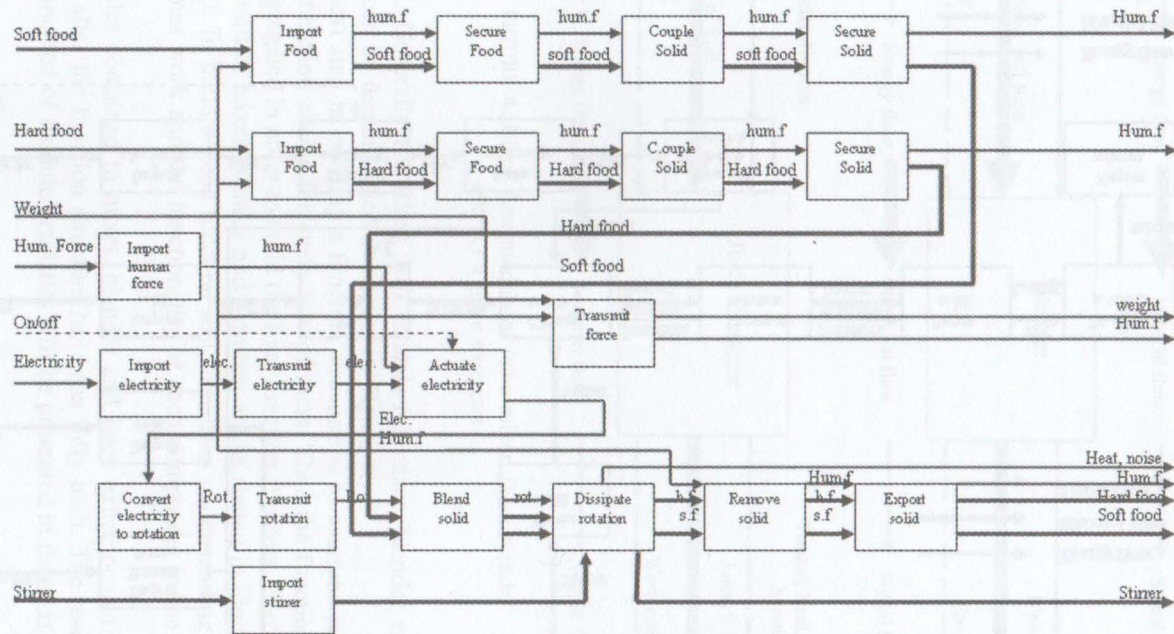 hum.f
hum.f
hum.f
Hum.f
Soft food
Import
Food
Secure
Food
Couple
Solid
Secure
Solid
Soft food
soft food
soft food
hum.f
hum.f
hum.f
Hum.f
Hard food
Import
Food
Secure
Food
C.ouple
Solid
Secure
Solid
Hard food
Hard food
Hard food
Weight
Hard food
Hum. Force
Import
human
force
hum.f
Soft food
Transmit
force
weight
Hum.f
On/off
Electricity
Import
electricity
elec.
Transmit
electricity
elec.
Actuate
electricity
Elec.
Hum.f
Heat, noise
Convert
electricity
to rotation
Rot.
Transmit
rotation
Blend
solid
rot.
Dissipate
rotation
h.f
s.f
Remove
solid
Hum.f
h.f
s.f
Export
solid
Hum.f
Hard food
Soft food
Stirrer
Import
stirrer
Stirrer